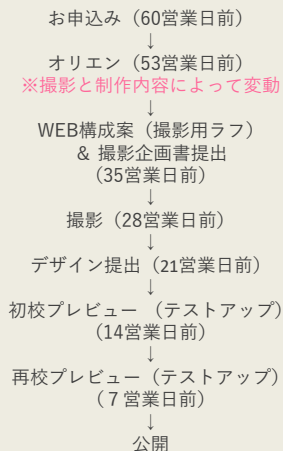 お申込み（60営業日前）
↓
オリエン（53営業日前）
※撮影と制作内容によって変動
↓
WEB構成案（撮影用ラフ）
& 撮影企画書提出
（35営業日前）
↓
撮影（28営業日前）
↓
デザイン提出（21営業日前）
↓
初校プレビュー （テストアップ）
（14営業日前）
↓
再校プレビュー（テストアップ）
（７営業日前）
↓
公開